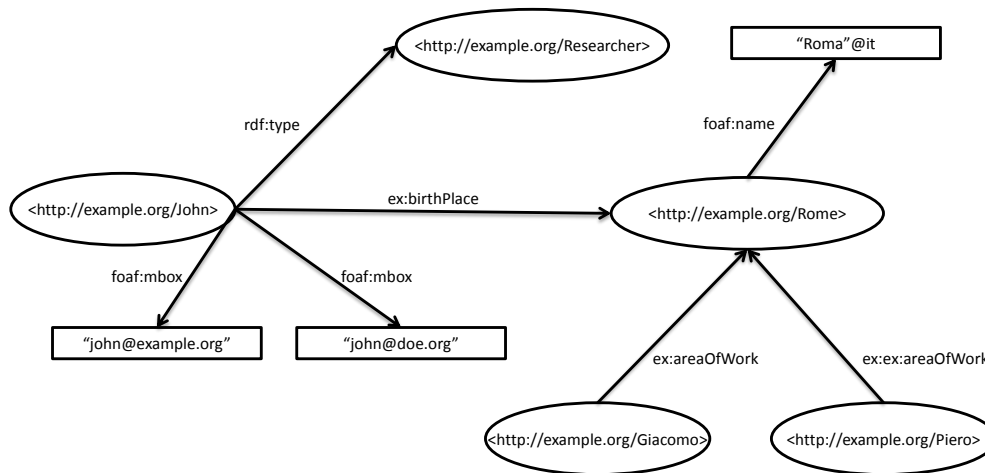 <http://example.org/Researcher>
“Roma”@it
rdf:type
foaf:name
<http://example.org/John>
ex:birthPlace
<http://example.org/Rome>
foaf:mbox
foaf:mbox
“john@example.org”
“john@doe.org”
ex:areaOfWork
ex:ex:areaOfWork
<http://example.org/Giacomo>
<http://example.org/Piero>